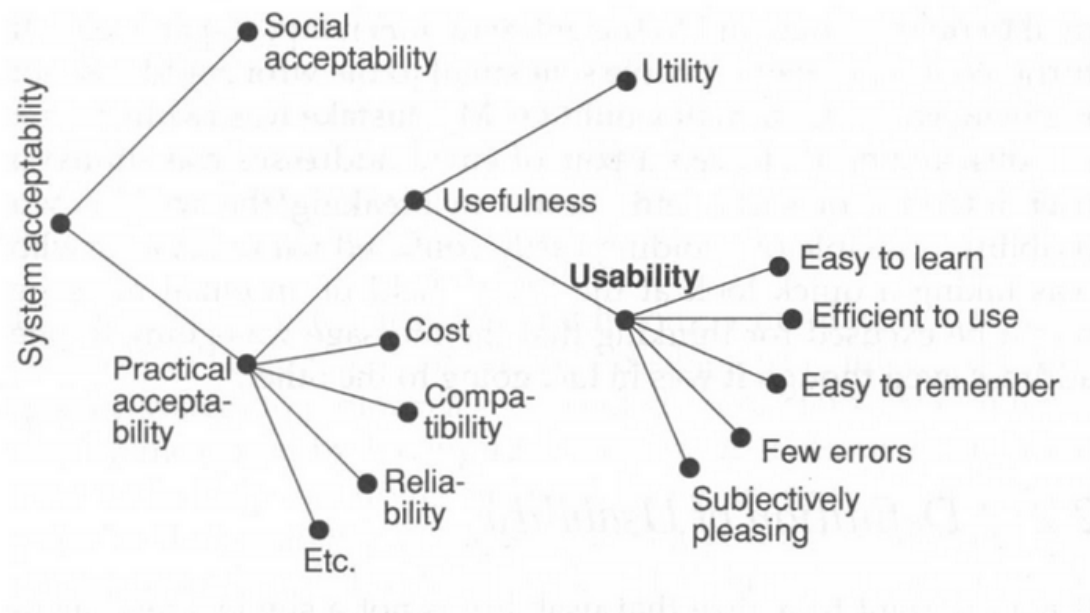 System acceptability
Social
acceptability
Utility
Usefulness
Usability
Easy to learn
Efficient to use
Easy to remember
Few errors
Subjectively
pleasing
Practical
accepta-
bility
Cost
Compa-
tibility
Relia-
bility
Etc.